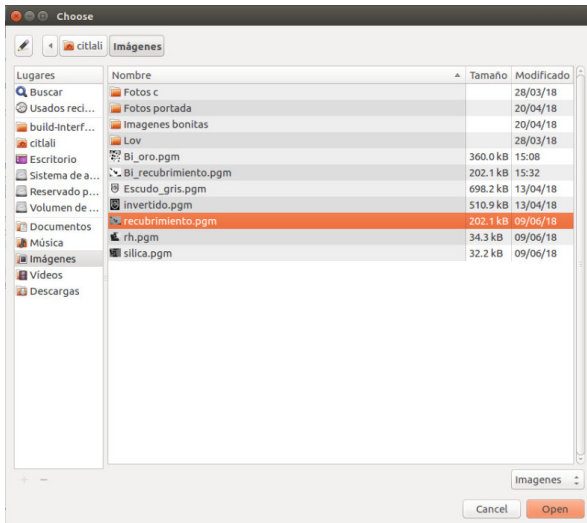 Choose
citlali Imágenes
Lugares
Buscar
Usados reci...
build-Interf...
citlali
Escritorio
Sistema de a...
Reservado p...
Volumen de ...
Documentos
Música
Imágenes
Vídeos
Descargas
Nombre Tamaño Modificado
Fotos c 28/03/18
Fotos portada 20/04/18
Imagenes bonitas 20/04/18
Lov 28/03/18
Bi_oro.pgm 360.0 kB 15:08
Bi_recubrimiento.pgm 202.1 kB 15:32
Escudo_gris.pgm 698.2 kB 13/04/18
invertido.pgm 510.9 kB 13/04/18
recubrimiento.pgm 202.1 kB 09/06/18
rh.pgm 34.3 kB 09/06/18
silica.pgm 32.2 kB 09/06/18
Imagenes
Cancel Open